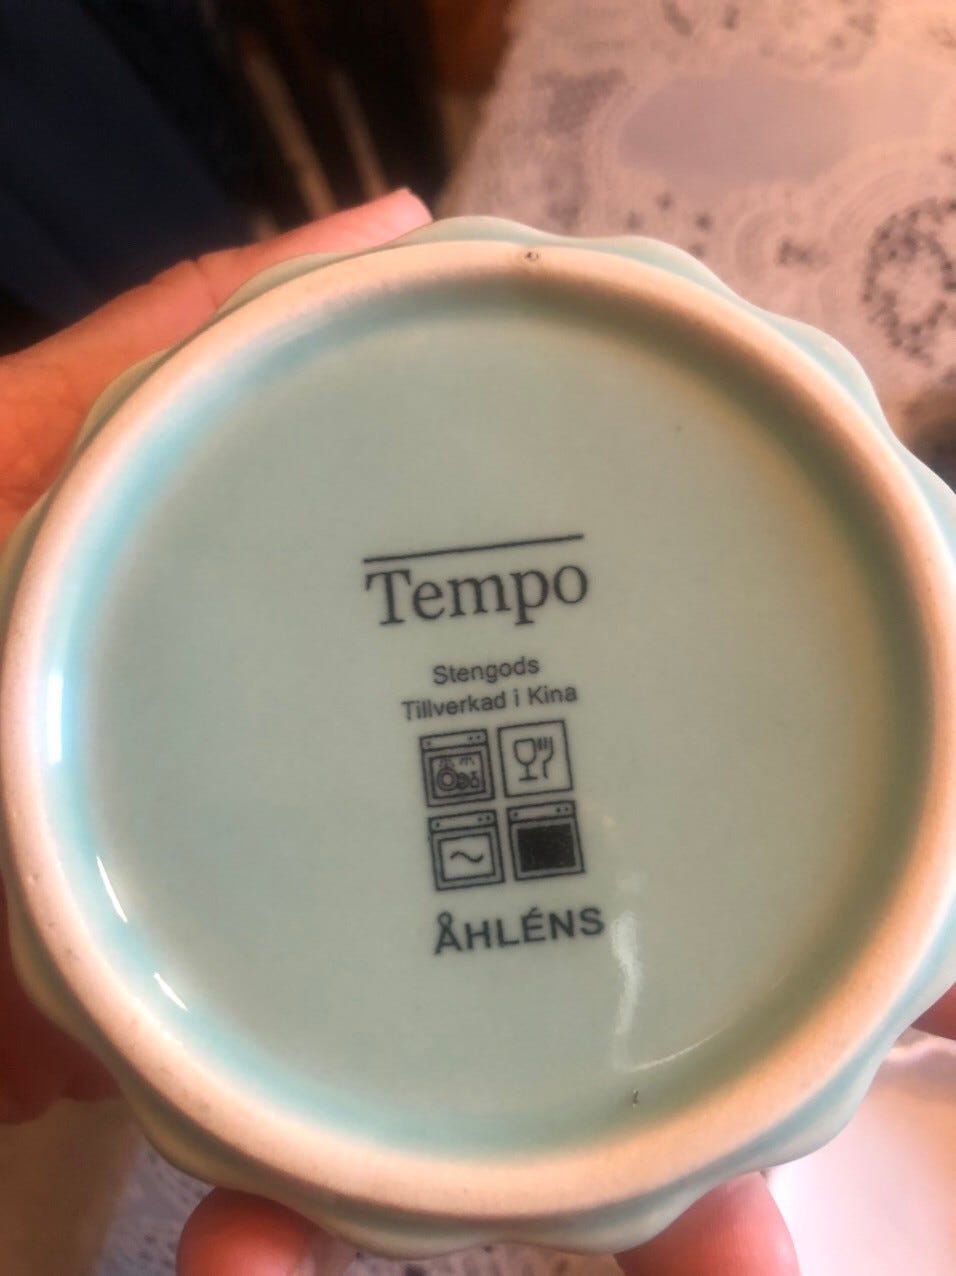 Tempo
Stengods
Tillverkad i Kina
ÅHLÉNS